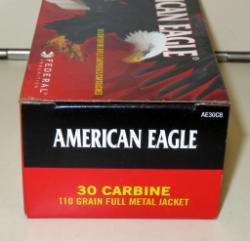 AMERICAN EAGLE
FEDERAL
AE30CB
AMERICAN EAGLE
30 CARBINE
110 GRAIN FULL METAL JACKET